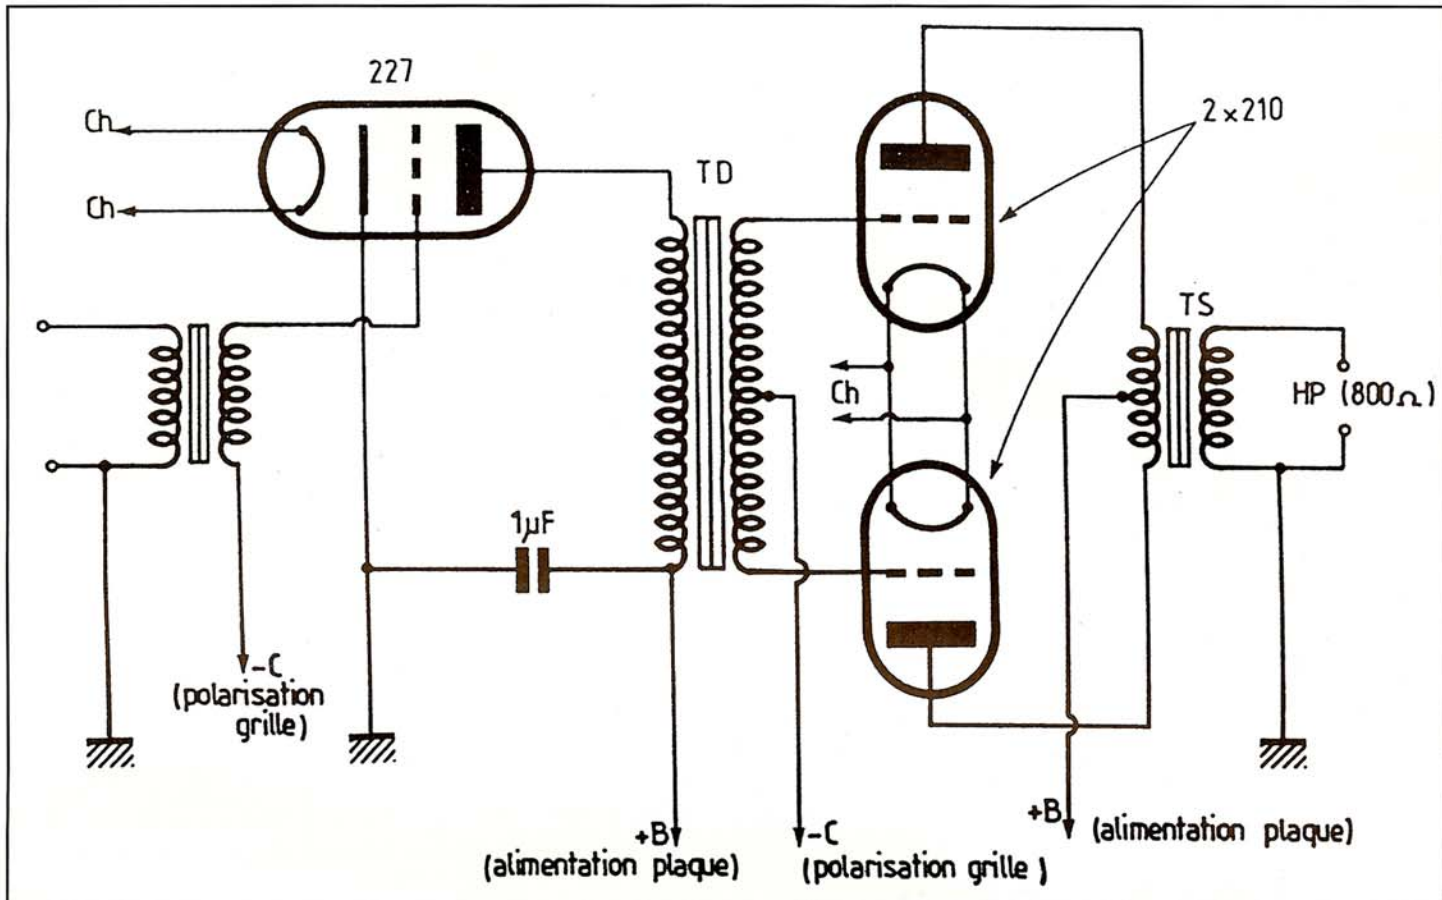 227
Ch
Ch
TD
2×210
TS
Ch
HP (800Ω)
1µF
-C
(polarisation
grille)
+B
(alimentation plaque)
-C
(polarisation grille)
+B
(alimentation plaque)